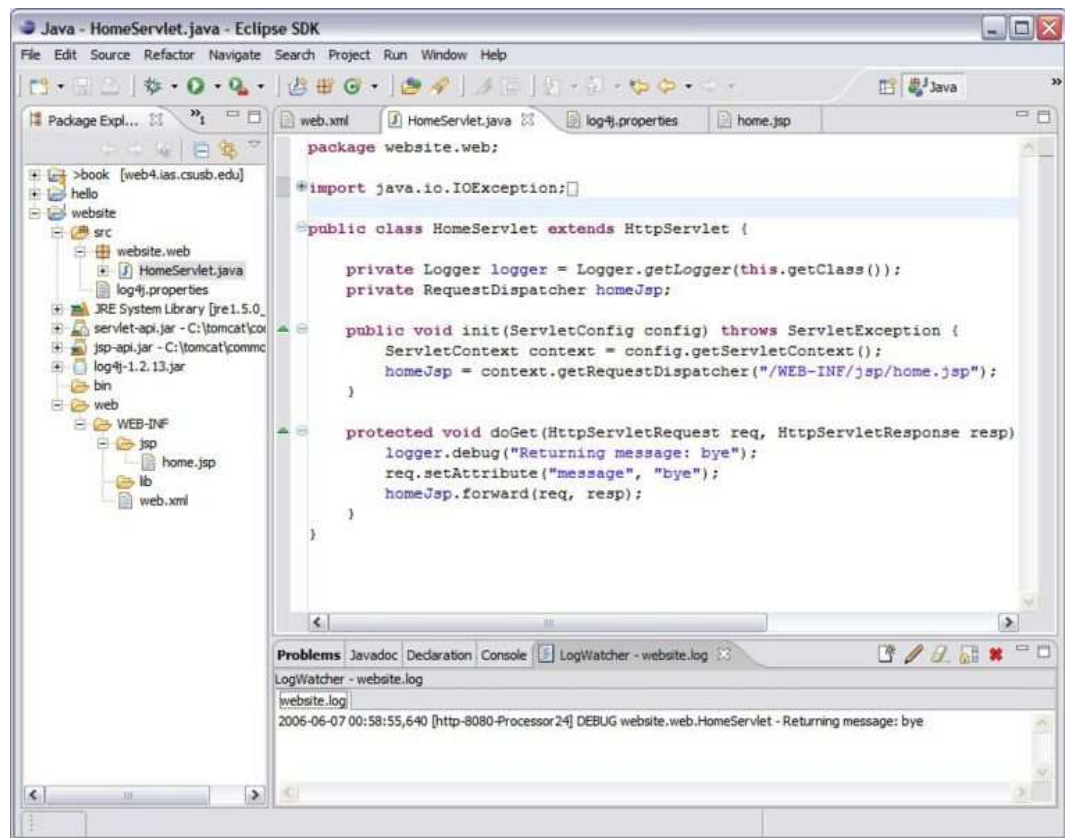 Java - HomeServlet.java - Eclipse SDK
File Edit Source Refactor Navigate Search Project Run Window Help
Java
Package Expl...
1
>book [web4.ias.csusb.edu]
hello
website
src
website.web
HomeServlet.java
log4j.properties
JRE System Library [jre1.5.0_
servlet-api.jar - C:\tomcat\co
jsp-api.jar - C:\tomcat\commc
log4j-1.2.13.jar
bin
web
WEB-INF
jsp
home.jsp
lib
web.xml
web.xml HomeServlet.java log4j.properties home.jsp
package website.web;
import java.io.IOException;
public class HomeServlet extends HttpServlet {
private Logger logger = Logger.getLogger(this.getClass());
private RequestDispatcher homeJsp;
public void init(ServletConfig config) throws ServletException {
ServletContext context = config.getServletContext();
homeJsp = context.getRequestDispatcher("/WEB-INF/jsp/home.jsp");
}
protected void doGet(HttpServletRequest req, HttpServletResponse resp)
logger.debug("Returning message: bye");
req.setAttribute("message", "bye");
homeJsp.forward(req, resp);
}
}
Problems Javadoc Declaration Console LogWatcher - website.log
LogWatcher - website.log
website.log
2006-06-07 00:58:55,640 [http-8080-Processor24] DEBUG website.web.HomeServlet - Returning message: bye